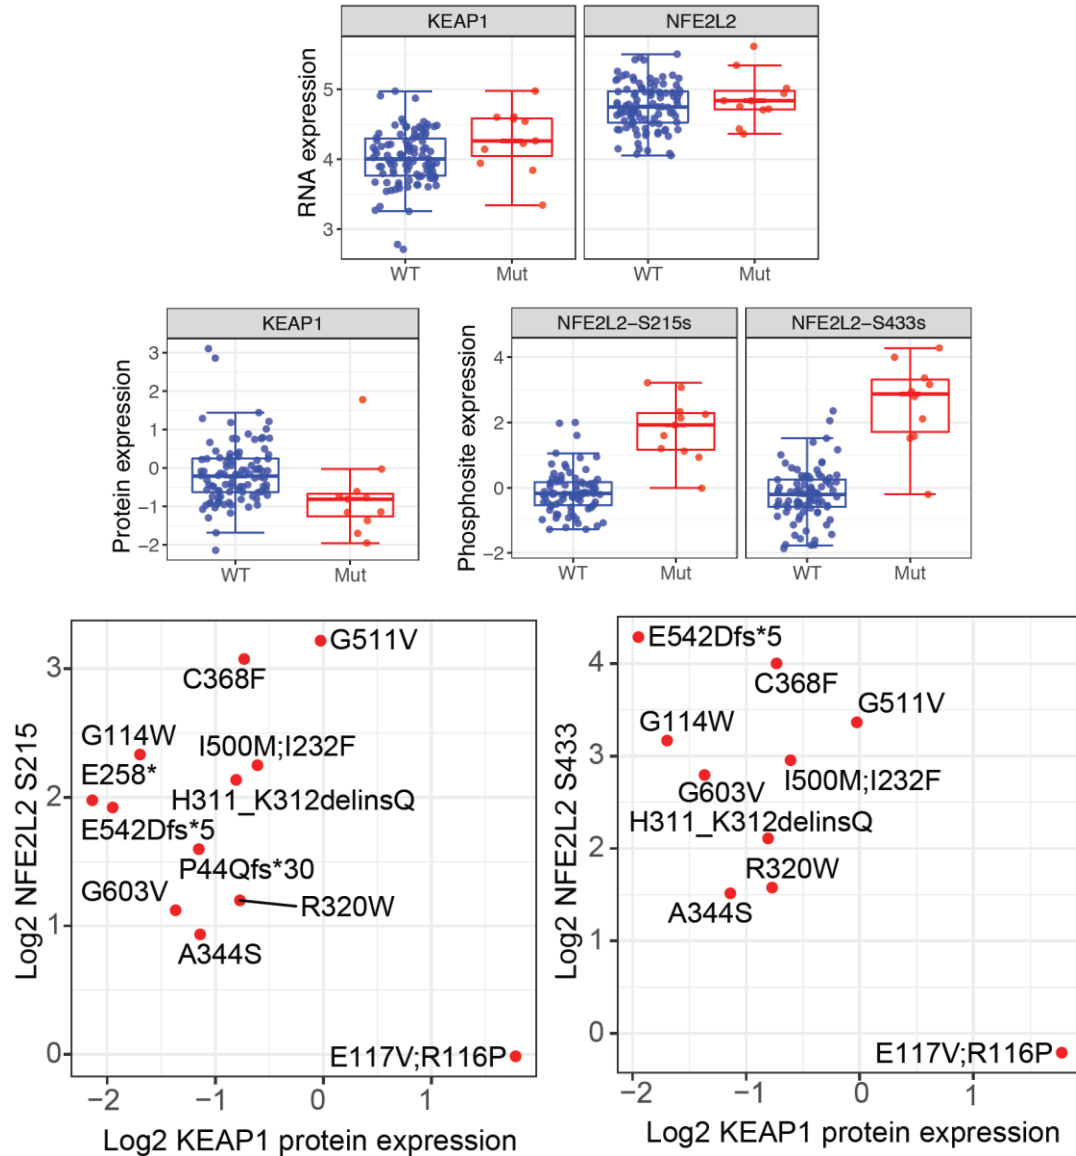 KEAP1 NFE2L2
RNA expression
5
4
3
WT Mut WT Mut
KEAP1
Protein expression
3
2
1
0
−1
−2
WT Mut
NFE2L2−S215s NFE2L2−S433s
Phosphosite expression
4
2
0
−2
WT Mut WT Mut
Log2 NFE2L2 S215
3
2
1
0
G511V
C368F
G114W
I500M;I232F
E258*
H311_K312delinsQ
E542Dfs*5
P44Qfs*30
G603V
R320W
A344S
E117V;R116P
−2 −1 0 1
Log2 KEAP1 protein expression
Log2 NFE2L2 S433
4
3
2
1
0
E542Dfs*5
C368F
G511V
G114W
I500M;I232F
G603V
H311_K312delinsQ
R320W
A344S
E117V;R116P
−2 −1 0 1
Log2 KEAP1 protein expression